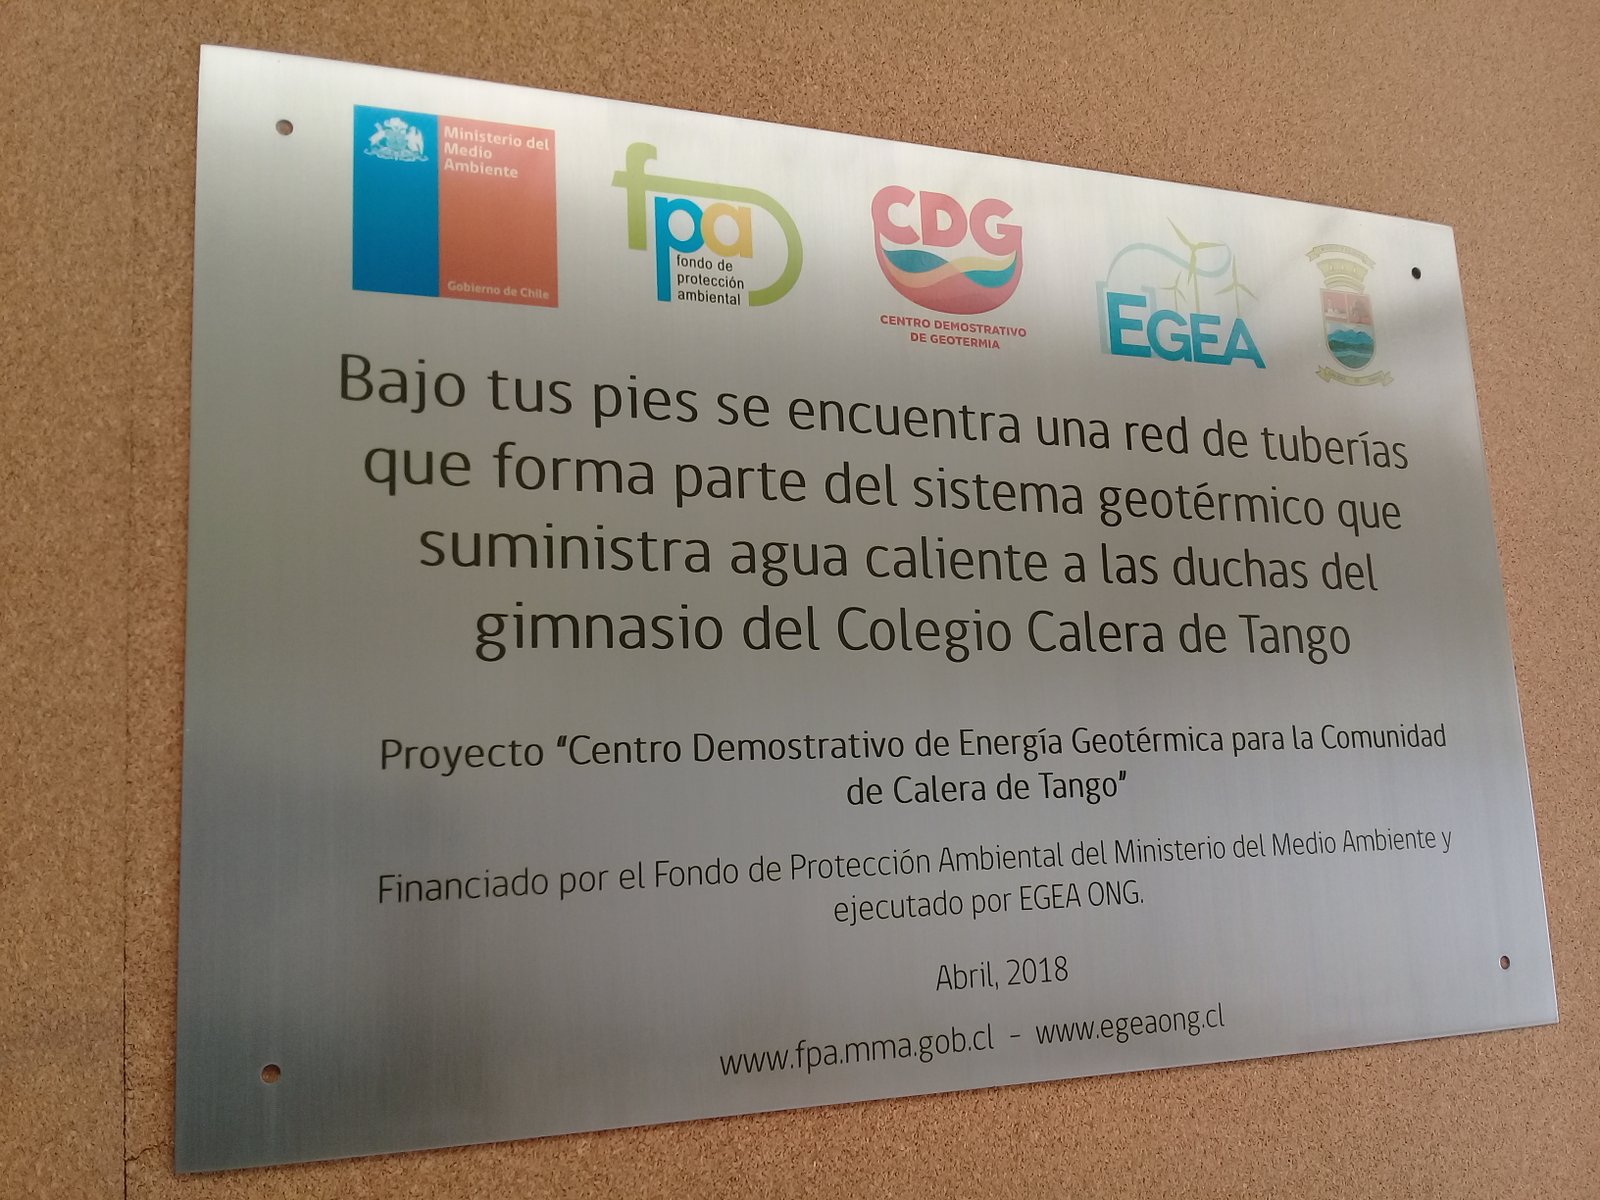 Ministerio del
Medio
Ambiente
Gobierno de Chile
fpa
fondo de
protección
ambiental
CDG
CENTRO DEMOSTRATIVO
DE GEOTERMIA
EGEA
Bajo tus pies se encuentra una red de tuberías
que forma parte del sistema geotérmico que
suministra agua caliente a las duchas del
gimnasio del Colegio Calera de Tango
Proyecto "Centro Demostrativo de Energía Geotérmica para la Comunidad
de Calera de Tango"
Financiado por el Fondo de Protección Ambiental del Ministerio del Medio Ambiente y
ejecutado por EGEA ONG.
Abril, 2018
www.fpa.mma.gob.cl - www.egeaong.cl